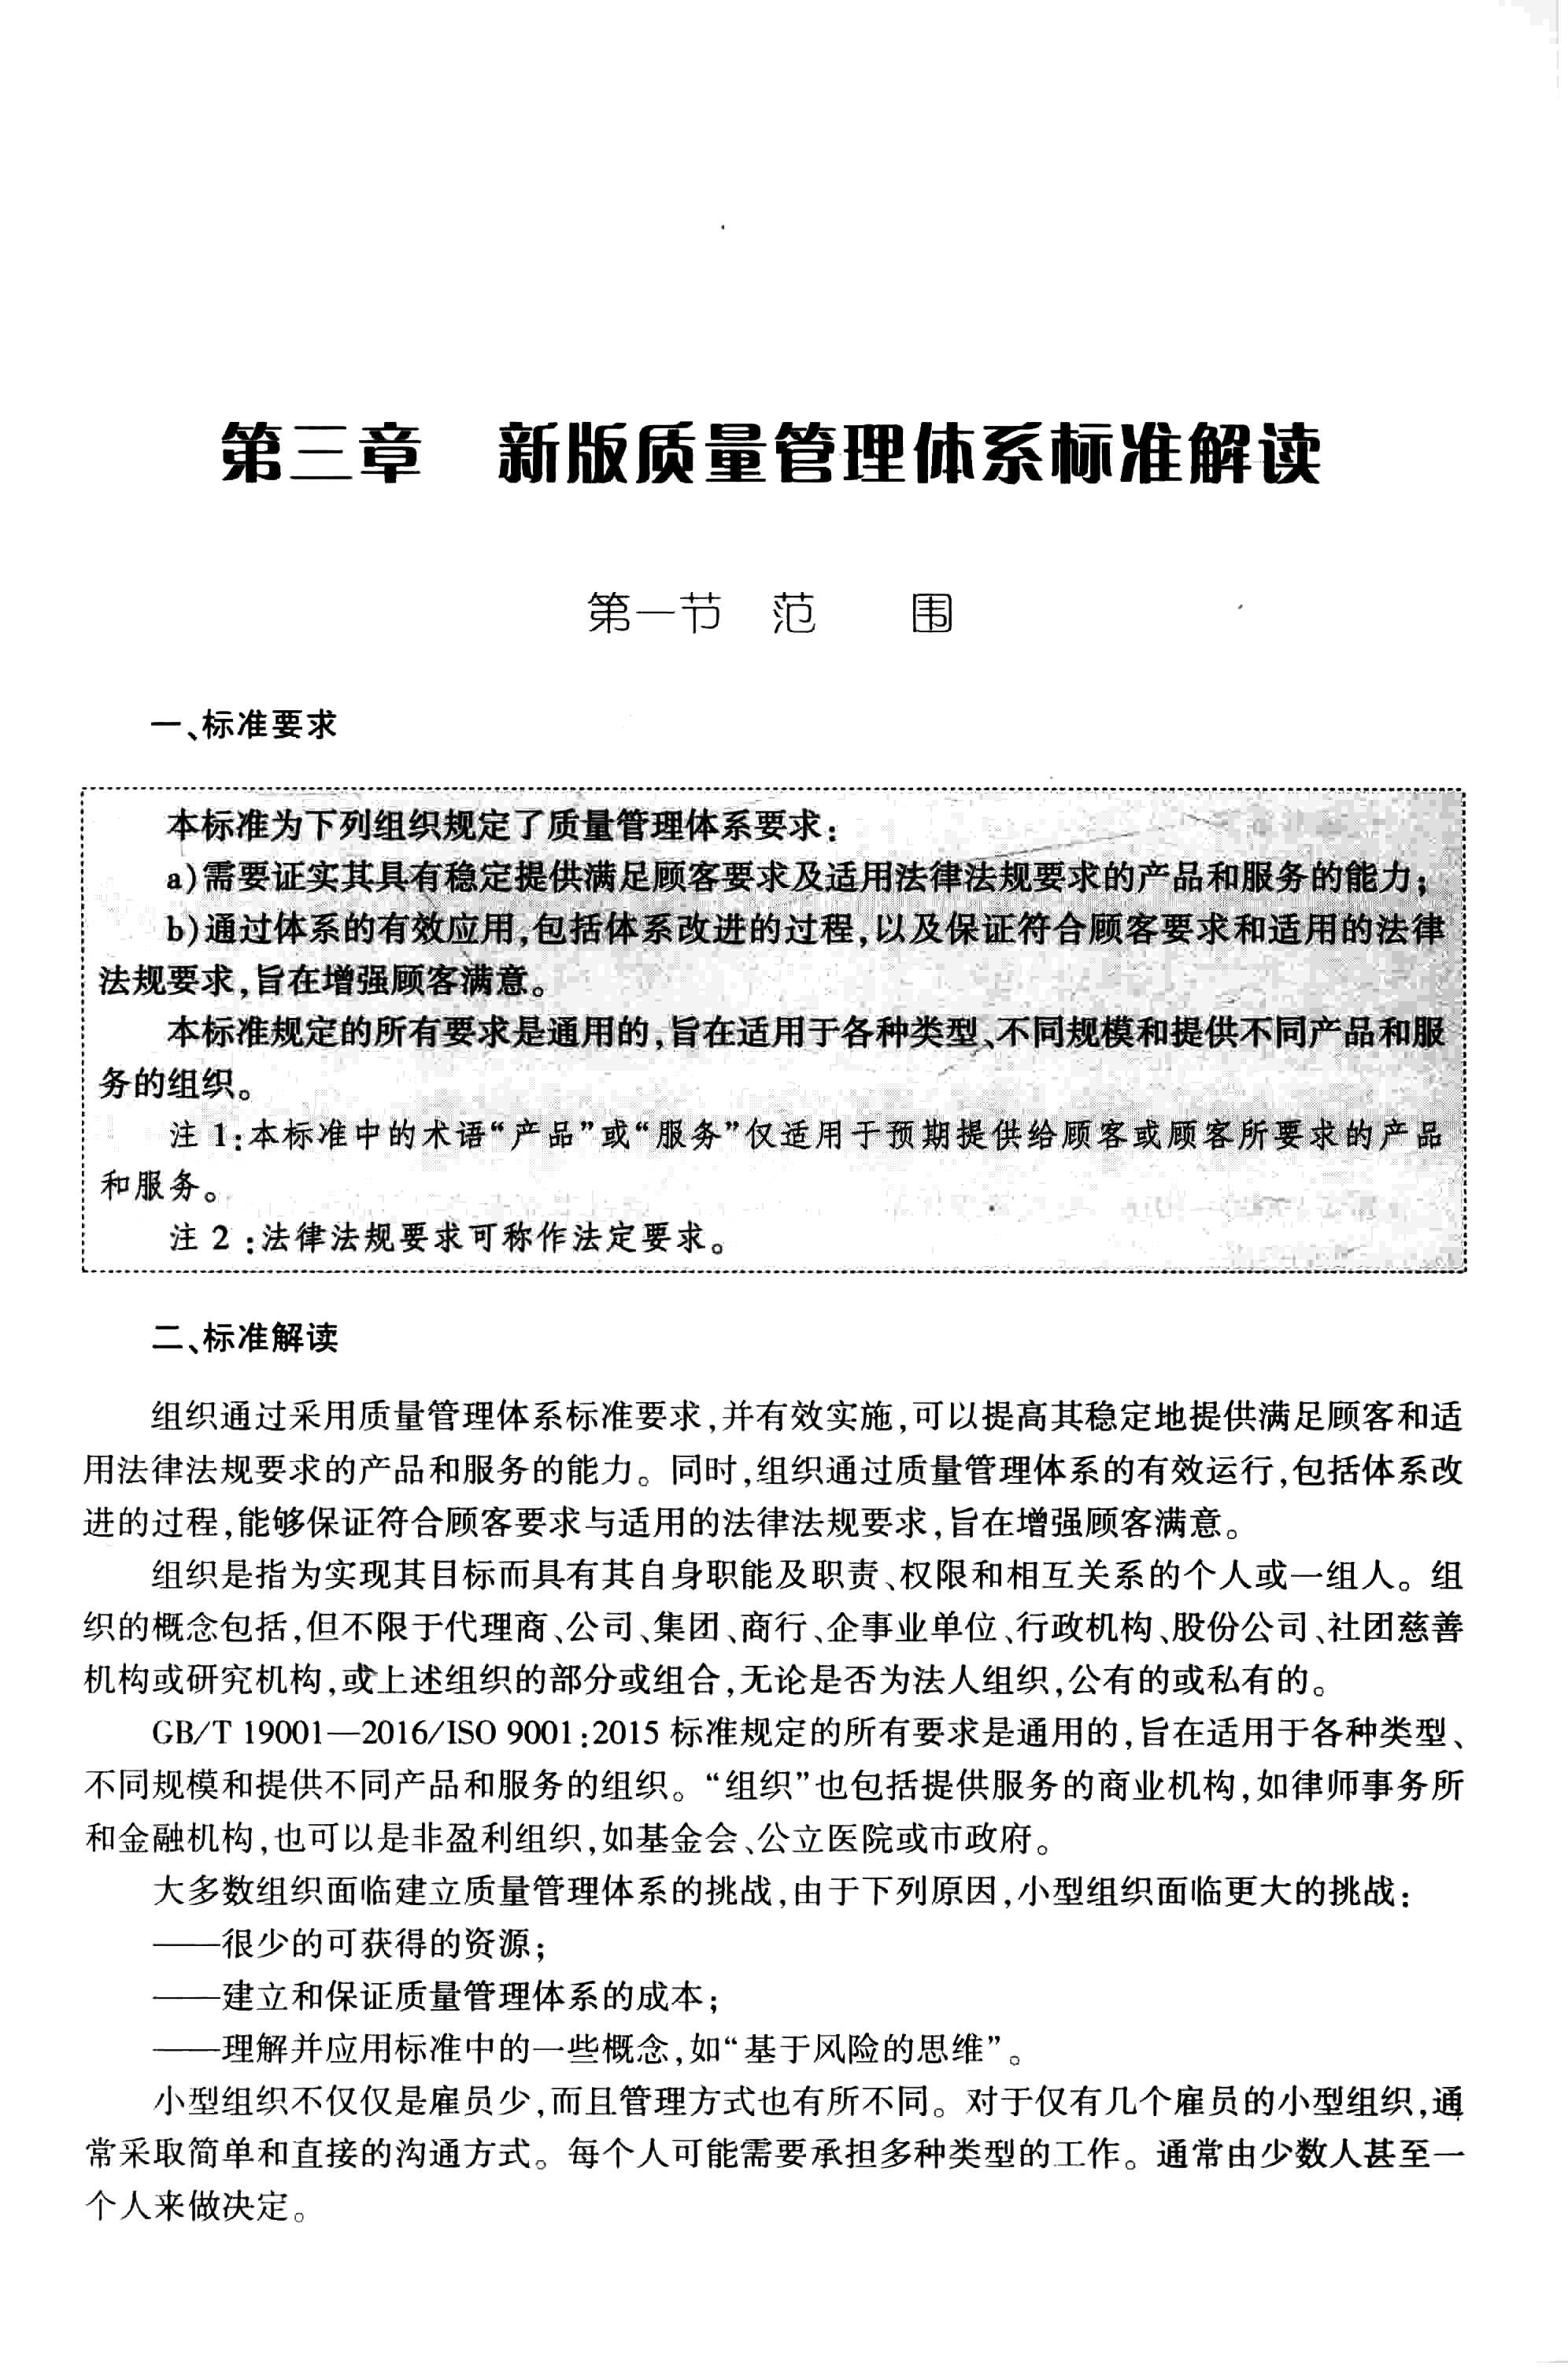 第三章 新版质量管理体系标准解读
第一节 范 围
一、标准要求
本标准为下列组织规定了质量管理体系要求：
a)需要证实其具有稳定提供满足顾客要求及适用法律法规要求的产品和服务的能力；
b)通过体系的有效应用,包括体系改进的过程,以及保证符合顾客要求和适用的法律
法规要求,旨在增强顾客满意。
本标准规定的所有要求是通用的,旨在适用于各种类型、不同规模和提供不同产品和服
务的组织。
注 1:本标准中的术语“产品”或“服务”仅适用于预期提供给顾客或顾客所要求的产品
和服务。
注 2:法律法规要求可称作法定要求。
二、标准解读
组织通过采用质量管理体系标准要求,并有效实施,可以提高其稳定地提供满足顾客和适
用法律法规要求的产品和服务的能力。同时,组织通过质量管理体系的有效运行,包括体系改
进的过程,能够保证符合顾客要求与适用的法律法规要求,旨在增强顾客满意。
组织是指为实现其目标而具有其自身职能及职责、权限和相互关系的个人或一组人。组
织的概念包括,但不限于代理商、公司、集团、商行、企事业单位、行政机构、股份公司、社团慈善
机构或研究机构,或上述组织的部分或组合,无论是否为法人组织,公有的或私有的。
GB/T 19001—2016/ISO 9001:2015 标准规定的所有要求是通用的,旨在适用于各种类型、
不同规模和提供不同产品和服务的组织。“组织”也包括提供服务的商业机构,如律师事务所
和金融机构,也可以是非盈利组织,如基金会、公立医院或市政府。
大多数组织面临建立质量管理体系的挑战,由于下列原因,小型组织面临更大的挑战：
——很少的可获得的资源；
——建立和保证质量管理体系的成本；
——理解并应用标准中的一些概念,如“基于风险的思维”。
小型组织不仅仅是雇员少,而且管理方式也有所不同。对于仅有几个雇员的小型组织,通
常采取简单和直接的沟通方式。每个人可能需要承担多种类型的工作。通常由少数人甚至一
个人来做决定。